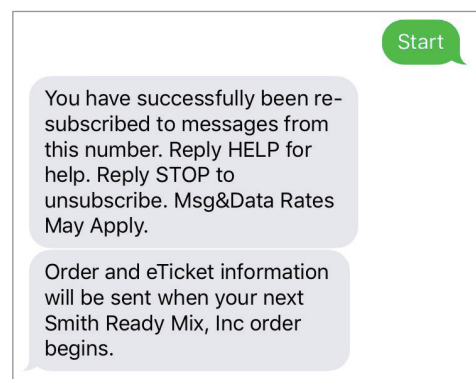 Start
You have successfully been re-
subscribed to messages from
this number. Reply HELP for
help. Reply STOP to
unsubscribe. Msg&Data Rates
May Apply.
Order and eTicket information
will be sent when your next
Smith Ready Mix, Inc order
begins.